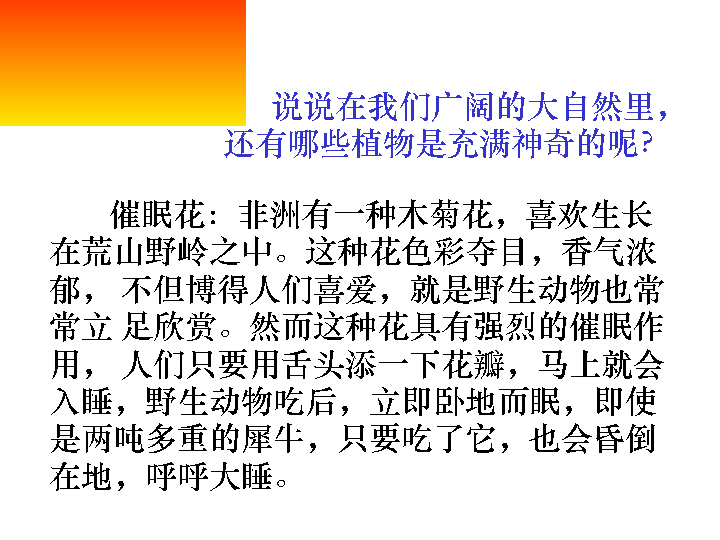 说说在我们广阔的大自然里，
还有哪些植物是充满神奇的呢?
催眠花：非洲有一种木菊花，喜欢生长
在荒山野岭之中。这种花色彩夺目，香气浓
郁， 不但博得人们喜爱，就是野生动物也常
常立 足欣赏。然而这种花具有强烈的催眠作
用， 人们只要用舌头添一下花瓣，马上就会
入睡，野生动物吃后，立即卧地而眠，即使
是两吨多重的犀牛，只要吃了它，也会昏倒
在地，呼呼大睡。